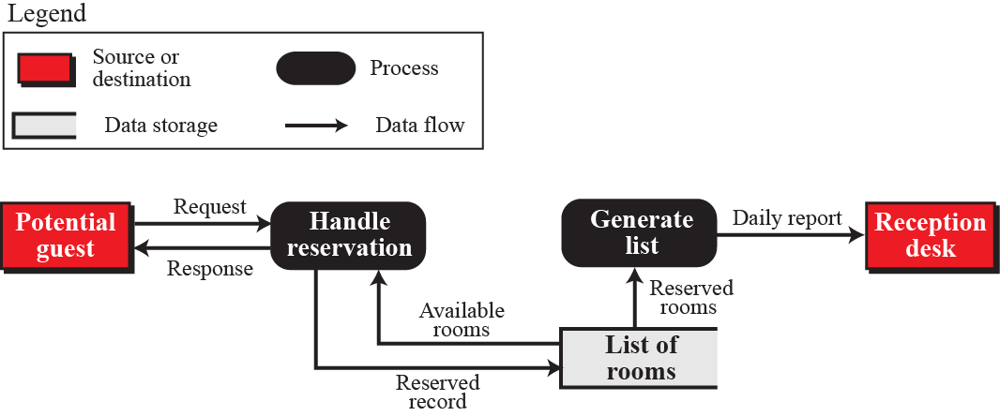 Legend
Source or
destination
Process
Data storage
Data flow
Potential
guest
Request
Response
Handle
reservation
Generate
list
Daily report
Reception
desk
Available
rooms
Reserved
rooms
List of
rooms
Reserved
record